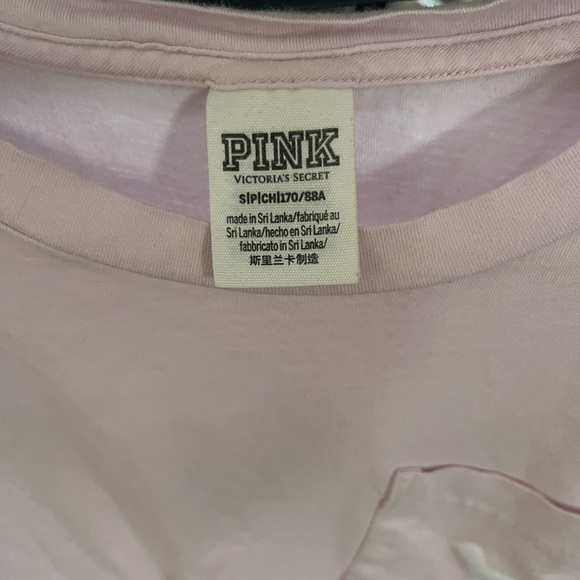 PINK
VICTORIA'S SECRET
S|P|CH|170/88A
made in Sri Lanka/fabriqué au
Sri Lanka/hecho en Sri Lanka/
fabbricato in Sri Lanka/
斯里兰卡制造